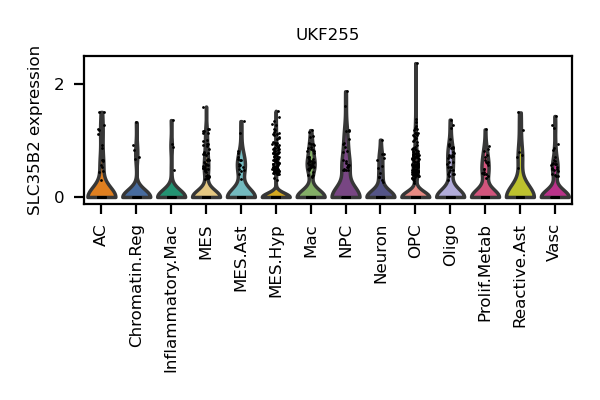 UKF255
SLC35B2 expression
2
0
AC
Chromatin.Reg
Inflammatory.Mac
MES
MES.Ast
MES.Hyp
Mac
NPC
Neuron
OPC
Oligo
Prolif.Metab
Reactive.Ast
Vasc